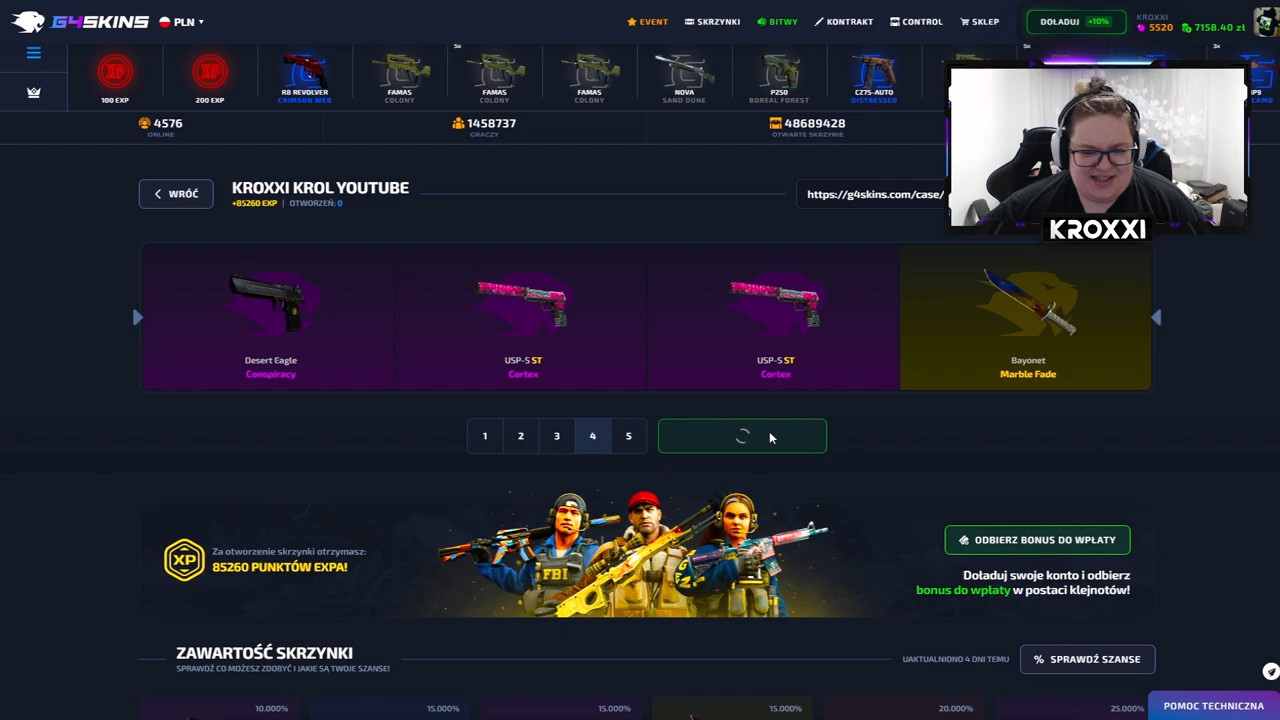 G4SKINS
PLN
EVENT
SKRZYNKI
BITWY
KONTRAKT
CONTROL
SKLEP
DOŁADUJ +10%
KROXXI
5520
7158.40 zł
100 EXP
200 EXP
R8 REVOLVER
CRIMSON WEB
5x
FAMAS
COLONY
FAMAS
COLONY
FAMAS
COLONY
NOVA
SAND DUNE
P250
BOREAL FOREST
CZ75-AUTO
DISTRESSED
5x
3x
4576
ONLINE
1458737
GRACZY
48689428
OTWARTE SKRZYNIE
WRÓĆ
KROXXI KROL YOUTUBE
+85260 EXP | OTWORZEŃ: 0
https://g4skins.com/case/
KROXXI
Desert Eagle
Conspiracy
USP-S ST
Cortex
USP-S ST
Cortex
Bayonet
Marble Fade
1
2
3
4
5
XP
Za otworzenie skrzynki otrzymasz:
85260 PUNKTÓW EXPA!
FBI
ODBIERZ BONUS DO WPŁATY
Doładuj swoje konto i odbierz
bonus do wpłaty w postaci klejnotów!
ZAWARTOŚĆ SKRZYNKI
SPRAWDŹ CO MOŻESZ ZDOBYĆ I JAKIE SĄ TWOJE SZANSE!
UAKTUALNIONO 4 DNI TEMU
% SPRAWDŹ SZANSE
10.000%
15.000%
15.000%
15.000%
20.000%
25.000%
POMOC TECHNICZNA